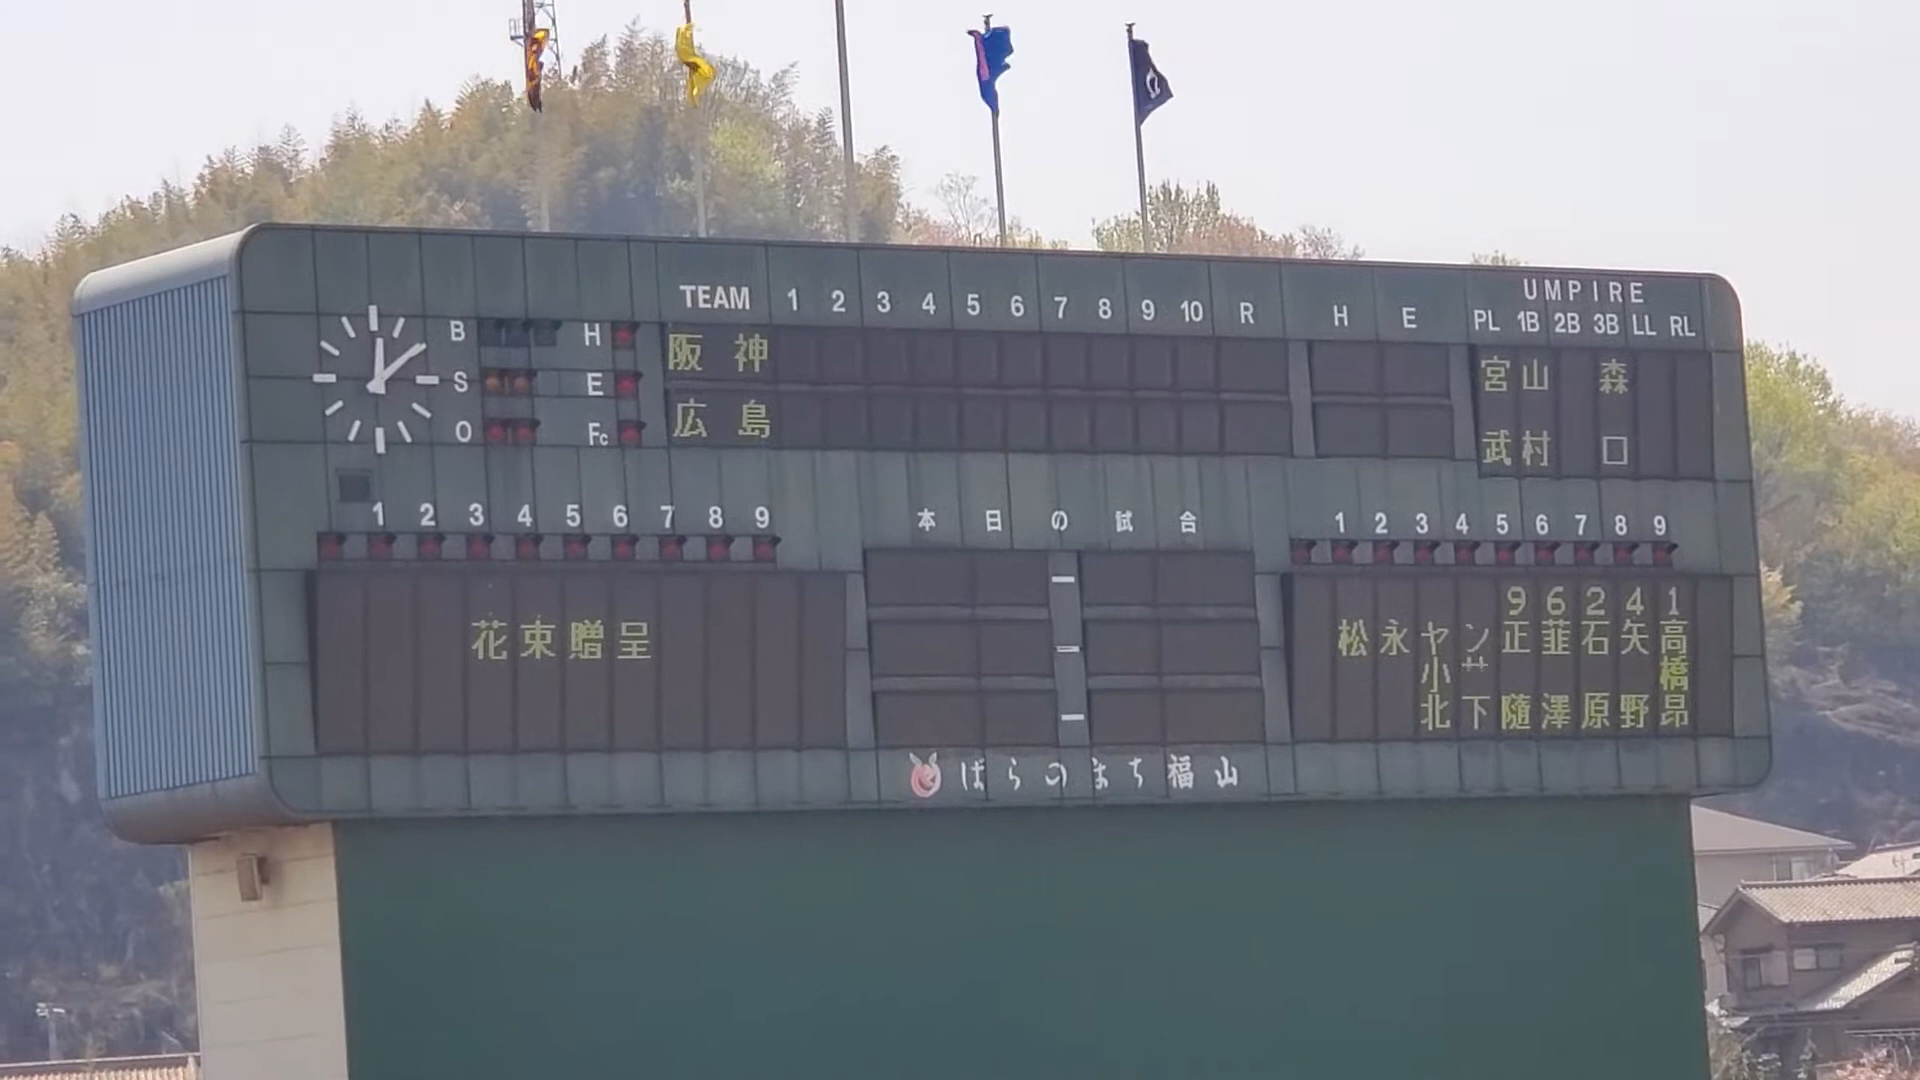 TEAM 1 2 3 4 5 6 7 8 9 10 R H E
UMPIRE
PL 1B 2B 3B LL RL
B H
S E
O Fc
阪神
広島
宮武 山村 森口
1 2 3 4 5 6 7 8 9
本日の試合
1 2 3 4 5 6 7 8 9
花束贈呈
9 6 2 4 1
松 永 ヤ ン 正 韮 石 矢 高橋
小北 下 隨 澤 原 野 昂
ばらのまち福山